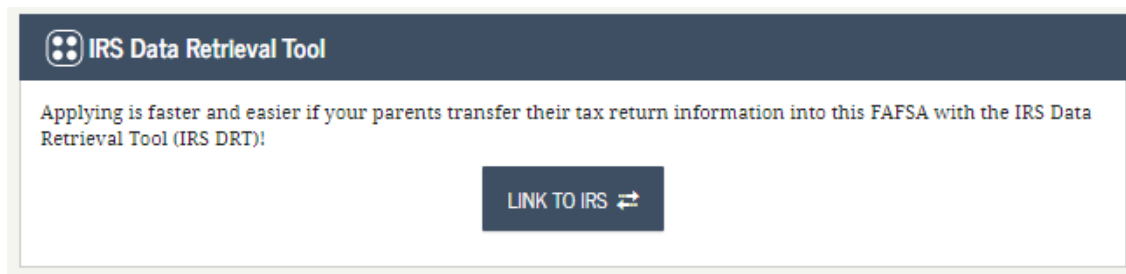 IRS Data Retrieval Tool
Applying is faster and easier if your parents transfer their tax return information into this FAFSA with the IRS Data
Retrieval Tool (IRS DRT)!
LINK TO IRS